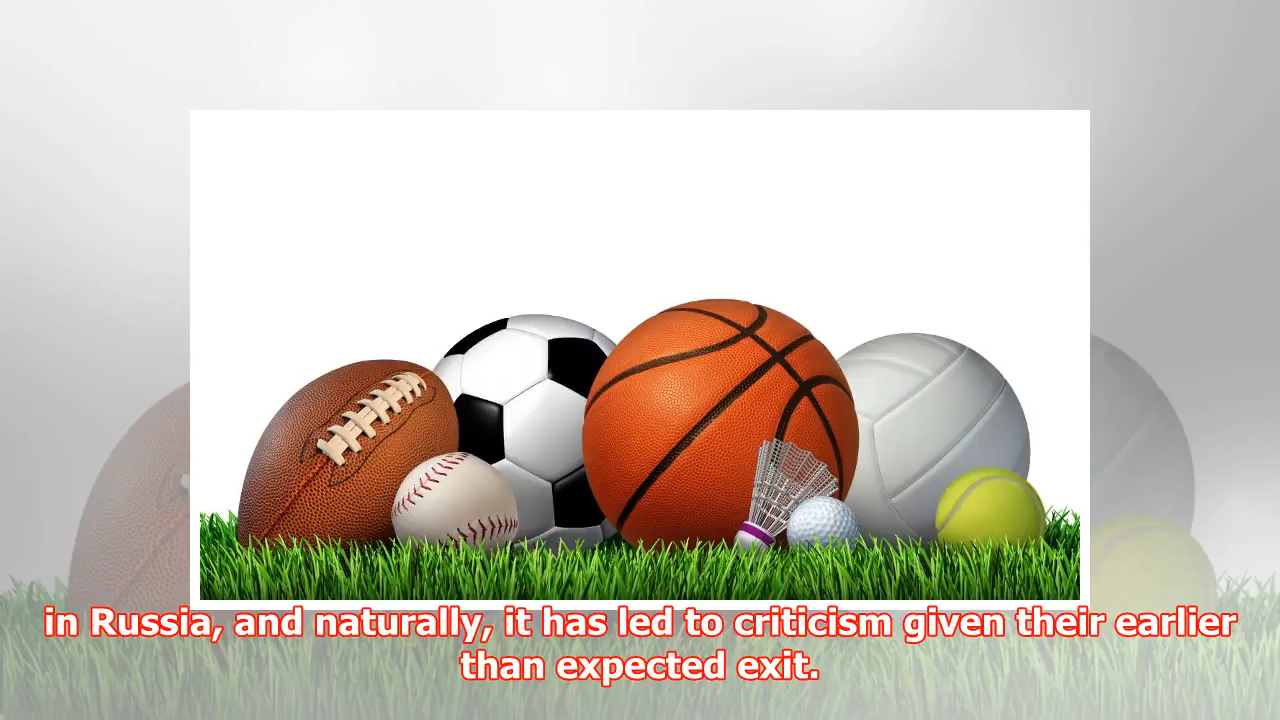 in Russia, and naturally, it has led to criticism given their earlier
than expected exit.